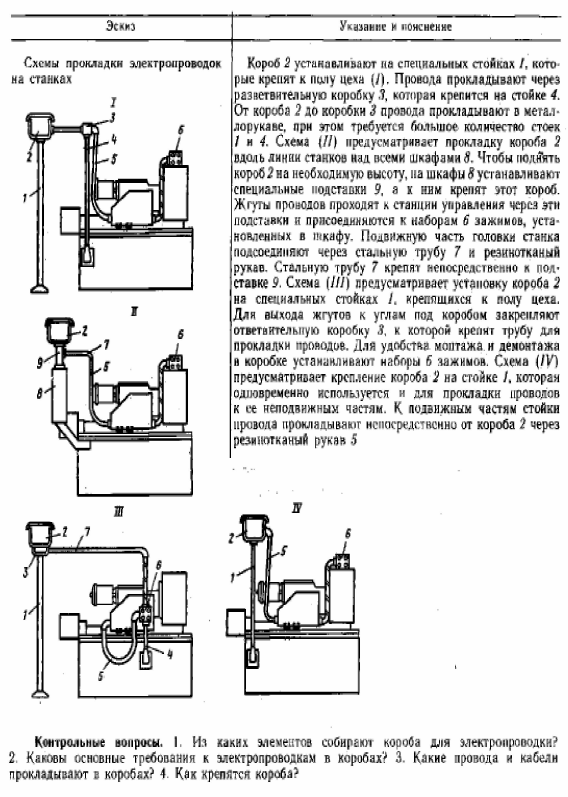 Эскиз
Указание и пояснение
Схемы прокладки электропроводок
на станках
Короб 2 устанавливают на специальных стойках 1, кото-
рые крепят к полу цеха (I). Провода прокладывают через
разветвительную коробку 3, которая крепится на стойке 4.
От короба 2 до коробки 3 провода прокладывают в метал-
лорукаве, при этом требуется большое количество стоек
1 и 4. Схема (II) предусматривает прокладку короба 2
вдоль линии станков над всеми шкафами 8. Чтобы поднять
короб 2 на необходимую высоту, на шкафы 8 устанавливают
специальные подставки 9, а к ним крепят этот короб.
Жгуты проводов проходят к станции управления через эти
подставки и присоединяются к наборам 6 зажимов, уста-
новленных в шкафу. Подвижную часть головки станка
подсоединяют через стальную трубу 7 и резинотканый
рукав. Стальную трубу 7 крепят непосредственно к под-
ставке 9. Схема (III) предусматривает установку короба 2
на специальных стойках 1, крепящихся к полу цеха.
Для выхода жгутов к углам под коробом закрепляют
ответвительную коробку 3, к которой крепят трубу для
прокладки проводов. Для удобства монтажа и демонтажа
в коробке устанавливают наборы 6 зажимов. Схема (IV)
предусматривает крепление короба 2 на стойке 1, которая
одновременно используется и для прокладки проводов
к ее неподвижным частям. К подвижным частям стойки
провода прокладывают непосредственно от короба 2 через
резинотканый рукав 5
I
3
2
4
6
5
1
II
2
7
6
9
5
8
III
2
7
3
6
1
5
4
IV
2
5
6
1
Контрольные вопросы. 1. Из каких элементов собирают короба для электропроводки?
2. Каковы основные требования к электропроводкам в коробах? 3. Какие провода и кабели
прокладывают в коробах? 4. Как крепятся короба?